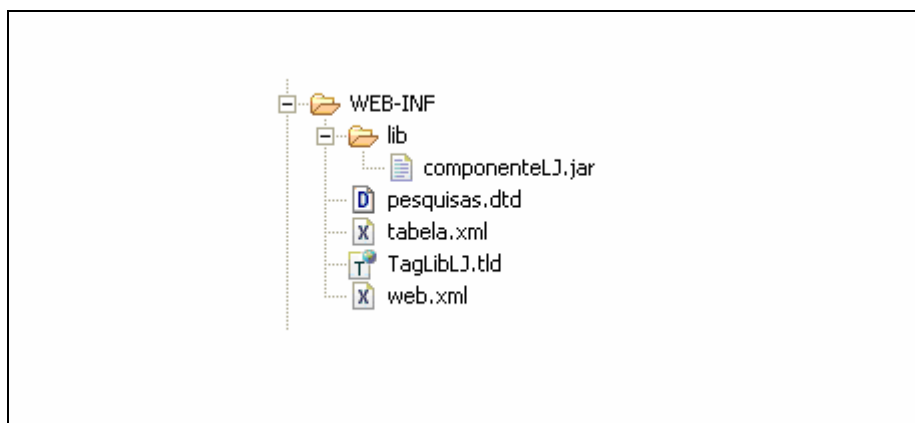 WEB-INF
lib
componenteLJ.jar
pesquisas.dtd
tabela.xml
TagLibLJ.tld
web.xml